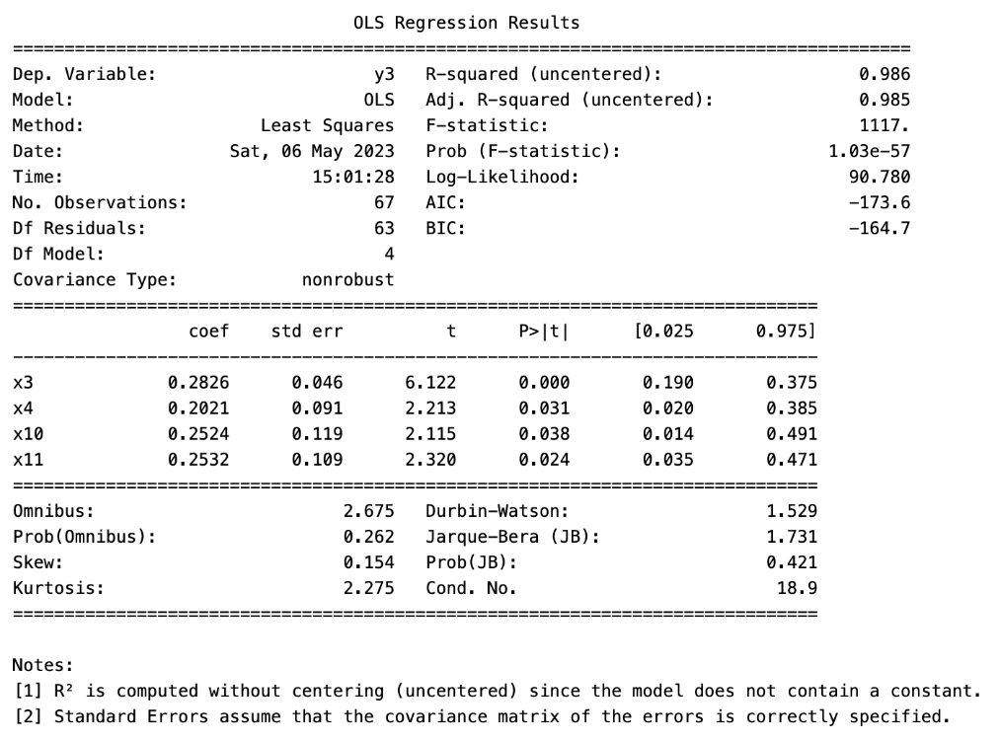 OLS Regression Results
==============================================================================
Dep. Variable: y3 R-squared (uncentered): 0.986
Model: OLS Adj. R-squared (uncentered): 0.985
Method: Least Squares F-statistic: 1117.
Date: Sat, 06 May 2023 Prob (F-statistic): 1.03e-57
Time: 15:01:28 Log-Likelihood: 90.780
No. Observations: 67 AIC: -173.6
Df Residuals: 63 BIC: -164.7
Df Model: 4
Covariance Type: nonrobust
==============================================================================
coef std err t P>|t| [0.025 0.975]
------------------------------------------------------------------------------
x3 0.2826 0.046 6.122 0.000 0.190 0.375
x4 0.2021 0.091 2.213 0.031 0.020 0.385
x10 0.2524 0.119 2.115 0.038 0.014 0.491
x11 0.2532 0.109 2.320 0.024 0.035 0.471
==============================================================================
Omnibus: 2.675 Durbin-Watson: 1.529
Prob(Omnibus): 0.262 Jarque-Bera (JB): 1.731
Skew: 0.154 Prob(JB): 0.421
Kurtosis: 2.275 Cond. No. 18.9
==============================================================================
Notes:
[1] R² is computed without centering (uncentered) since the model does not contain a constant.
[2] Standard Errors assume that the covariance matrix of the errors is correctly specified.